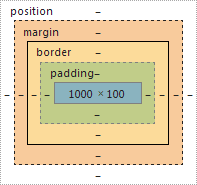 position –
margin –
border –
padding –
– – – – 1000 × 100 – – – –
–
–
–
–